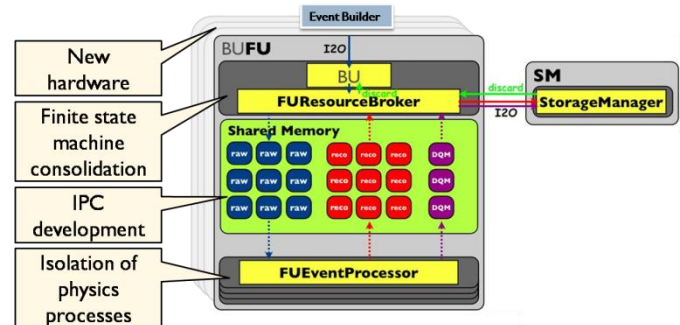 Event Builder
BUFU
I2O
New
hardware
BU
discard
FUResourceBroker
SM
discard
StorageManager
I2O
Finite state
machine
consolidation
Shared Memory
raw raw raw reco reco reco DQM
raw raw raw reco reco reco DQM
raw raw raw reco reco reco DQM
IPC
development
Isolation of
physics
processes
FUEventProcessor